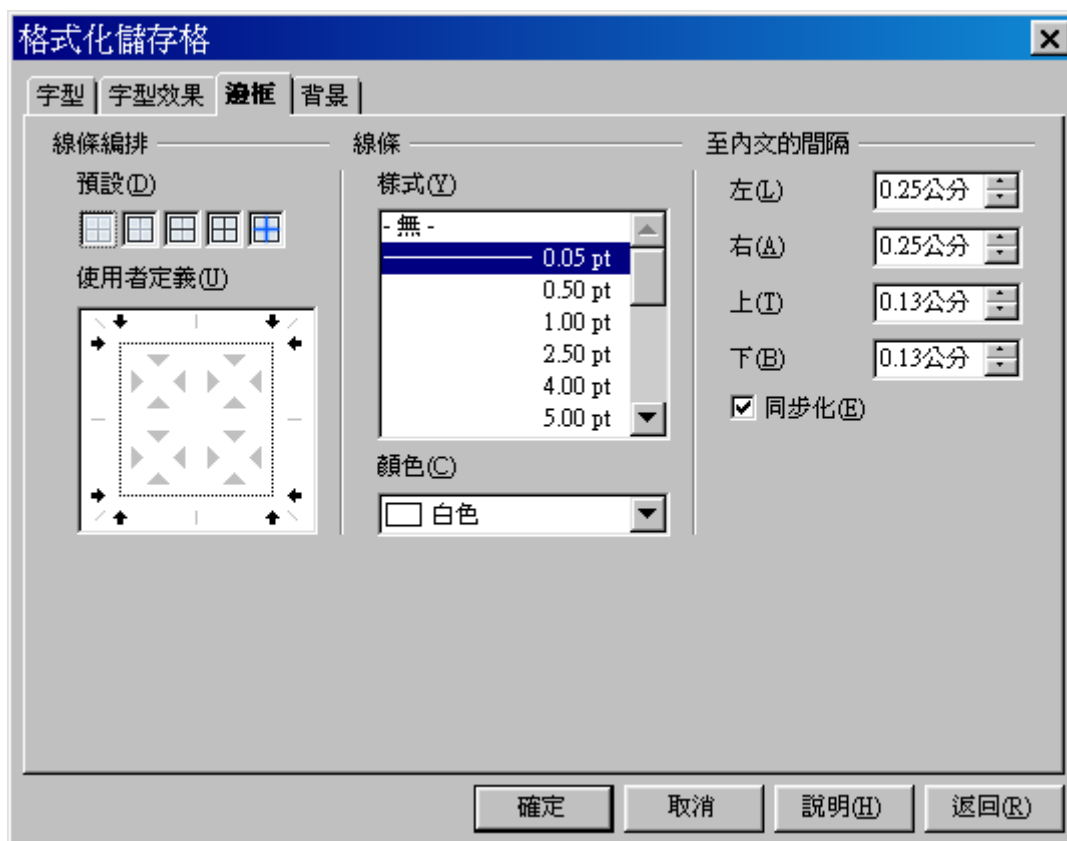 格式化儲存格
字型 字型效果 邊框 背景
線條編排
預設(D)
使用者定義(U)
線條
樣式(Y)
- 無 -
0.05 pt
0.50 pt
1.00 pt
2.50 pt
4.00 pt
5.00 pt
顏色(C)
白色
至內文的間隔
左(L) 0.25公分
右(A) 0.25公分
上(T) 0.13公分
下(B) 0.13公分
同步化(E)
確定 取消 說明(H) 返回(R)